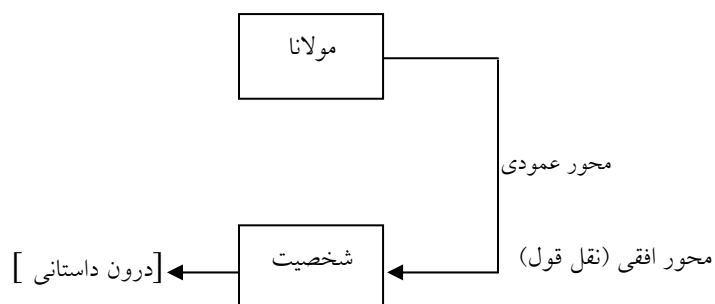 مولانا
محور عمودی
محور افقی (نقل قول)
شخصیت
[درون داستانی ]